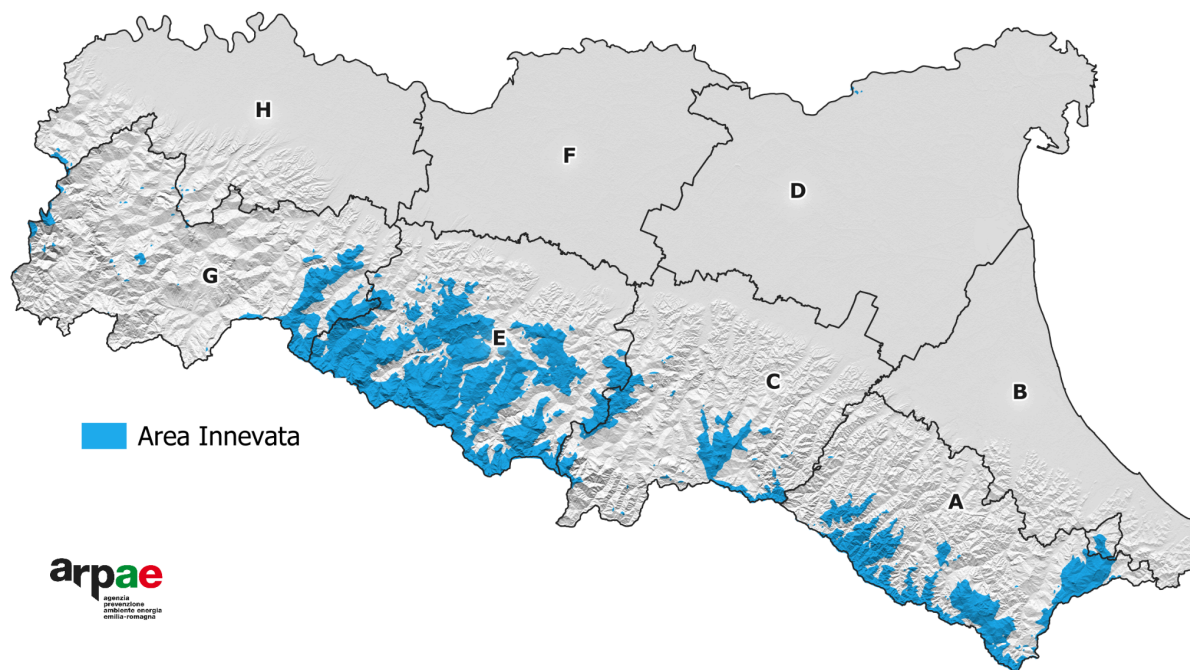 H
F
D
G
E
C
B
A
Area Innevata
arpae
agenzia
prevenzione
ambiente energia
emilia-romagna